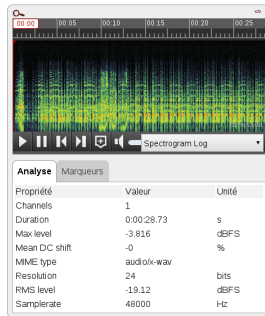 00:00 00:05 00:10 00:15 00:20 00:25
Spectrogram Log
Analyse Marqueurs
Propriété Valeur Unité
Channels 1
Duration 0:00:28.73 s
Max level -3.816 dBFS
Mean DC shift -0 %
MIME type audio/x-wav
Resolution 24 bits
RMS level -19.12 dBFS
Samplerate 48000 Hz